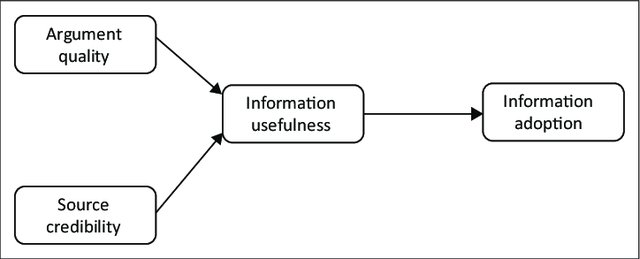 Argument
quality
Information
usefulness
Information
adoption
Source
credibility